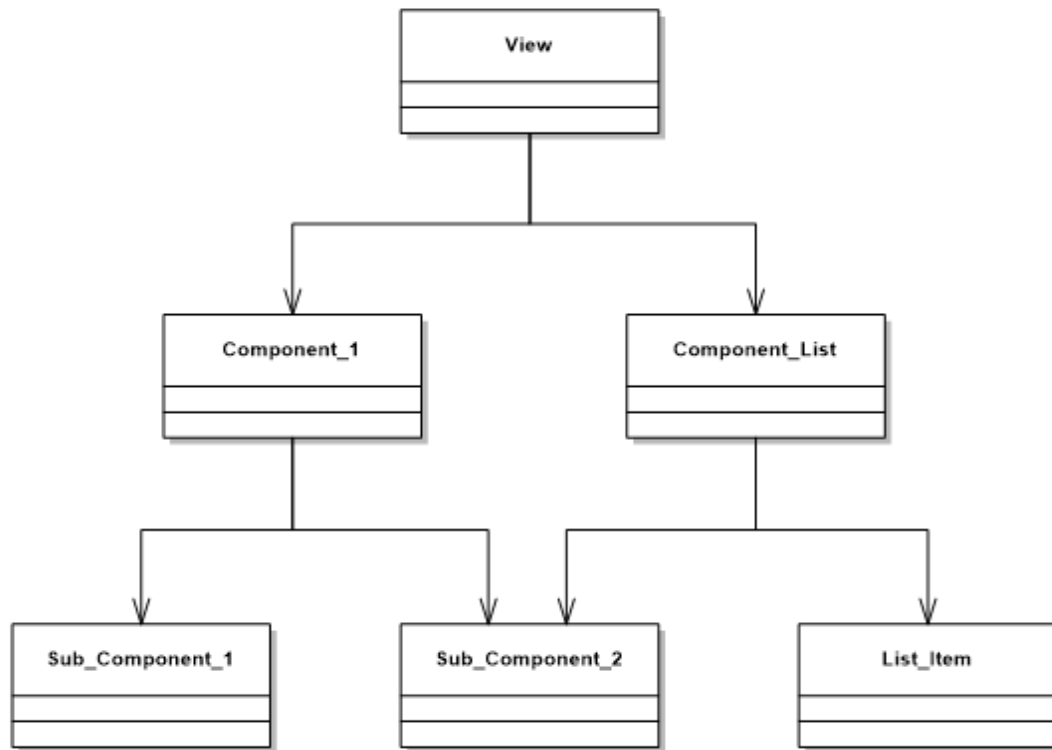 View
Component_1
Component_List
Sub_Component_1
Sub_Component_2
List_Item